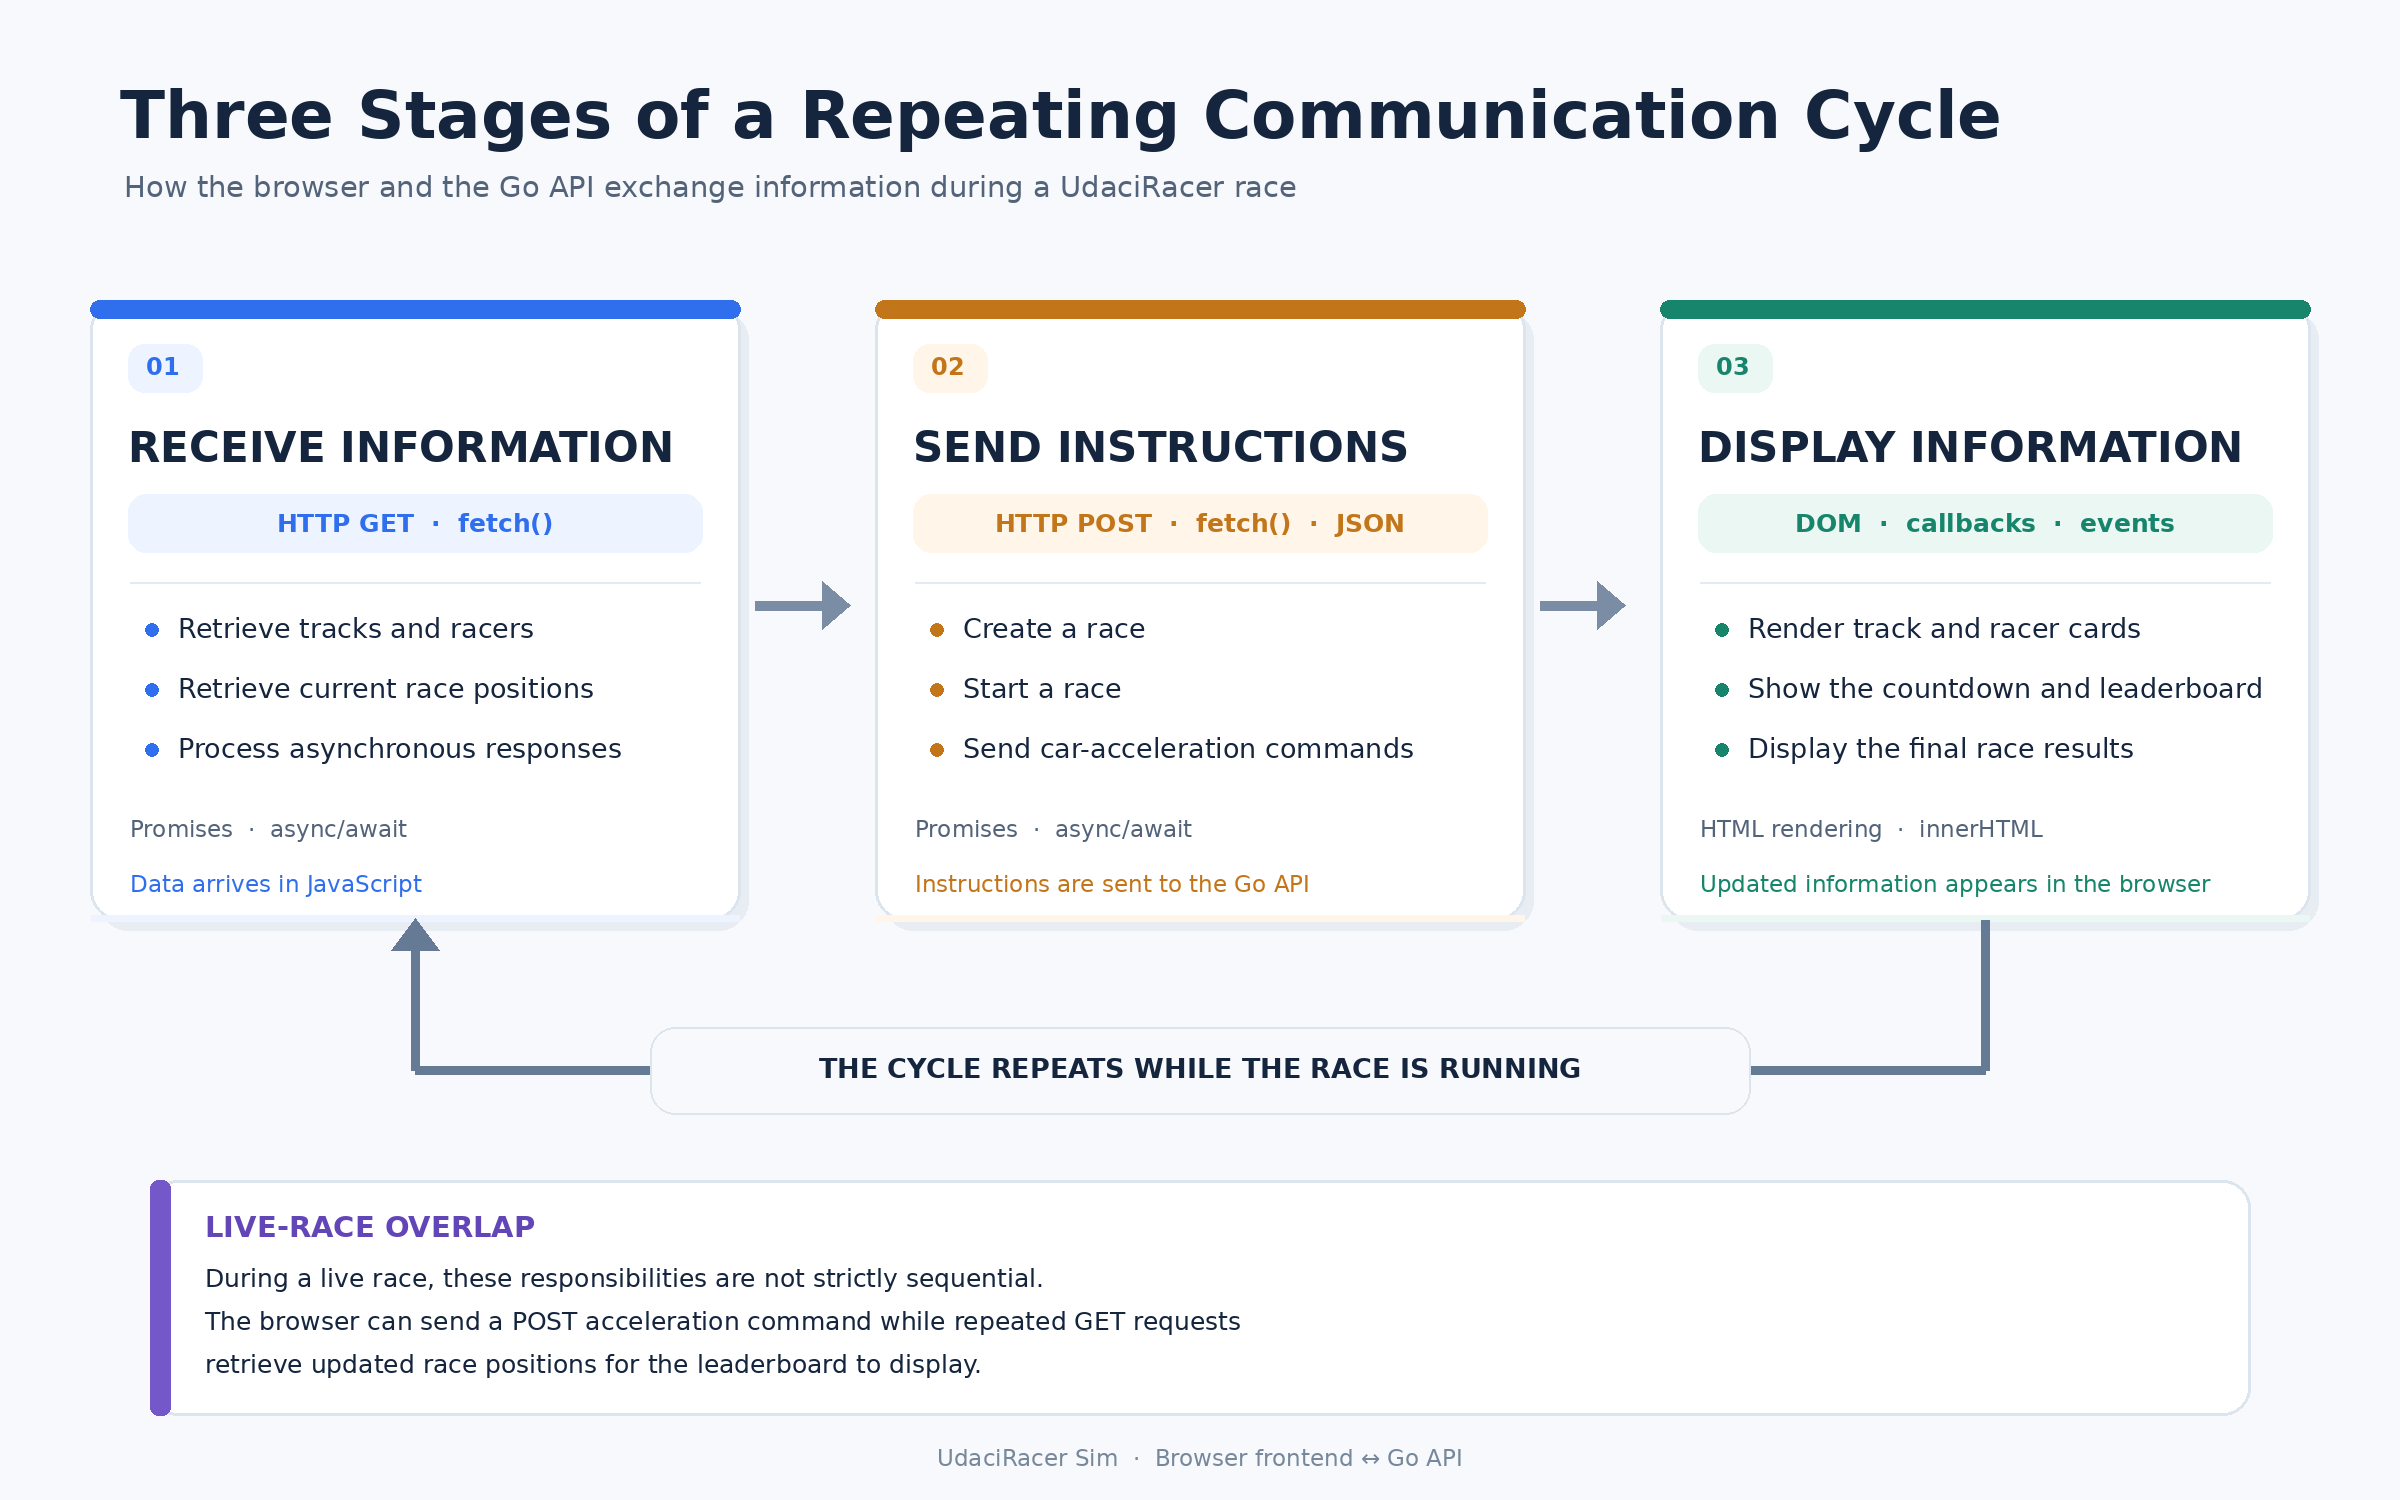 Three Stages of a Repeating Communication Cycle
How the browser and the Go API exchange information during a UdaciRacer race
01
RECEIVE INFORMATION
HTTP GET · fetch()
Retrieve tracks and racers
Retrieve current race positions
Process asynchronous responses
Promises · async/await
Data arrives in JavaScript
02
SEND INSTRUCTIONS
HTTP POST · fetch() · JSON
Create a race
Start a race
Send car-acceleration commands
Promises · async/await
Instructions are sent to the Go API
03
DISPLAY INFORMATION
DOM · callbacks · events
Render track and racer cards
Show the countdown and leaderboard
Display the final race results
HTML rendering · innerHTML
Updated information appears in the browser
THE CYCLE REPEATS WHILE THE RACE IS RUNNING
LIVE-RACE OVERLAP
During a live race, these responsibilities are not strictly sequential.
The browser can send a POST acceleration command while repeated GET requests
retrieve updated race positions for the leaderboard to display.
UdaciRacer Sim · Browser frontend ↔ Go API